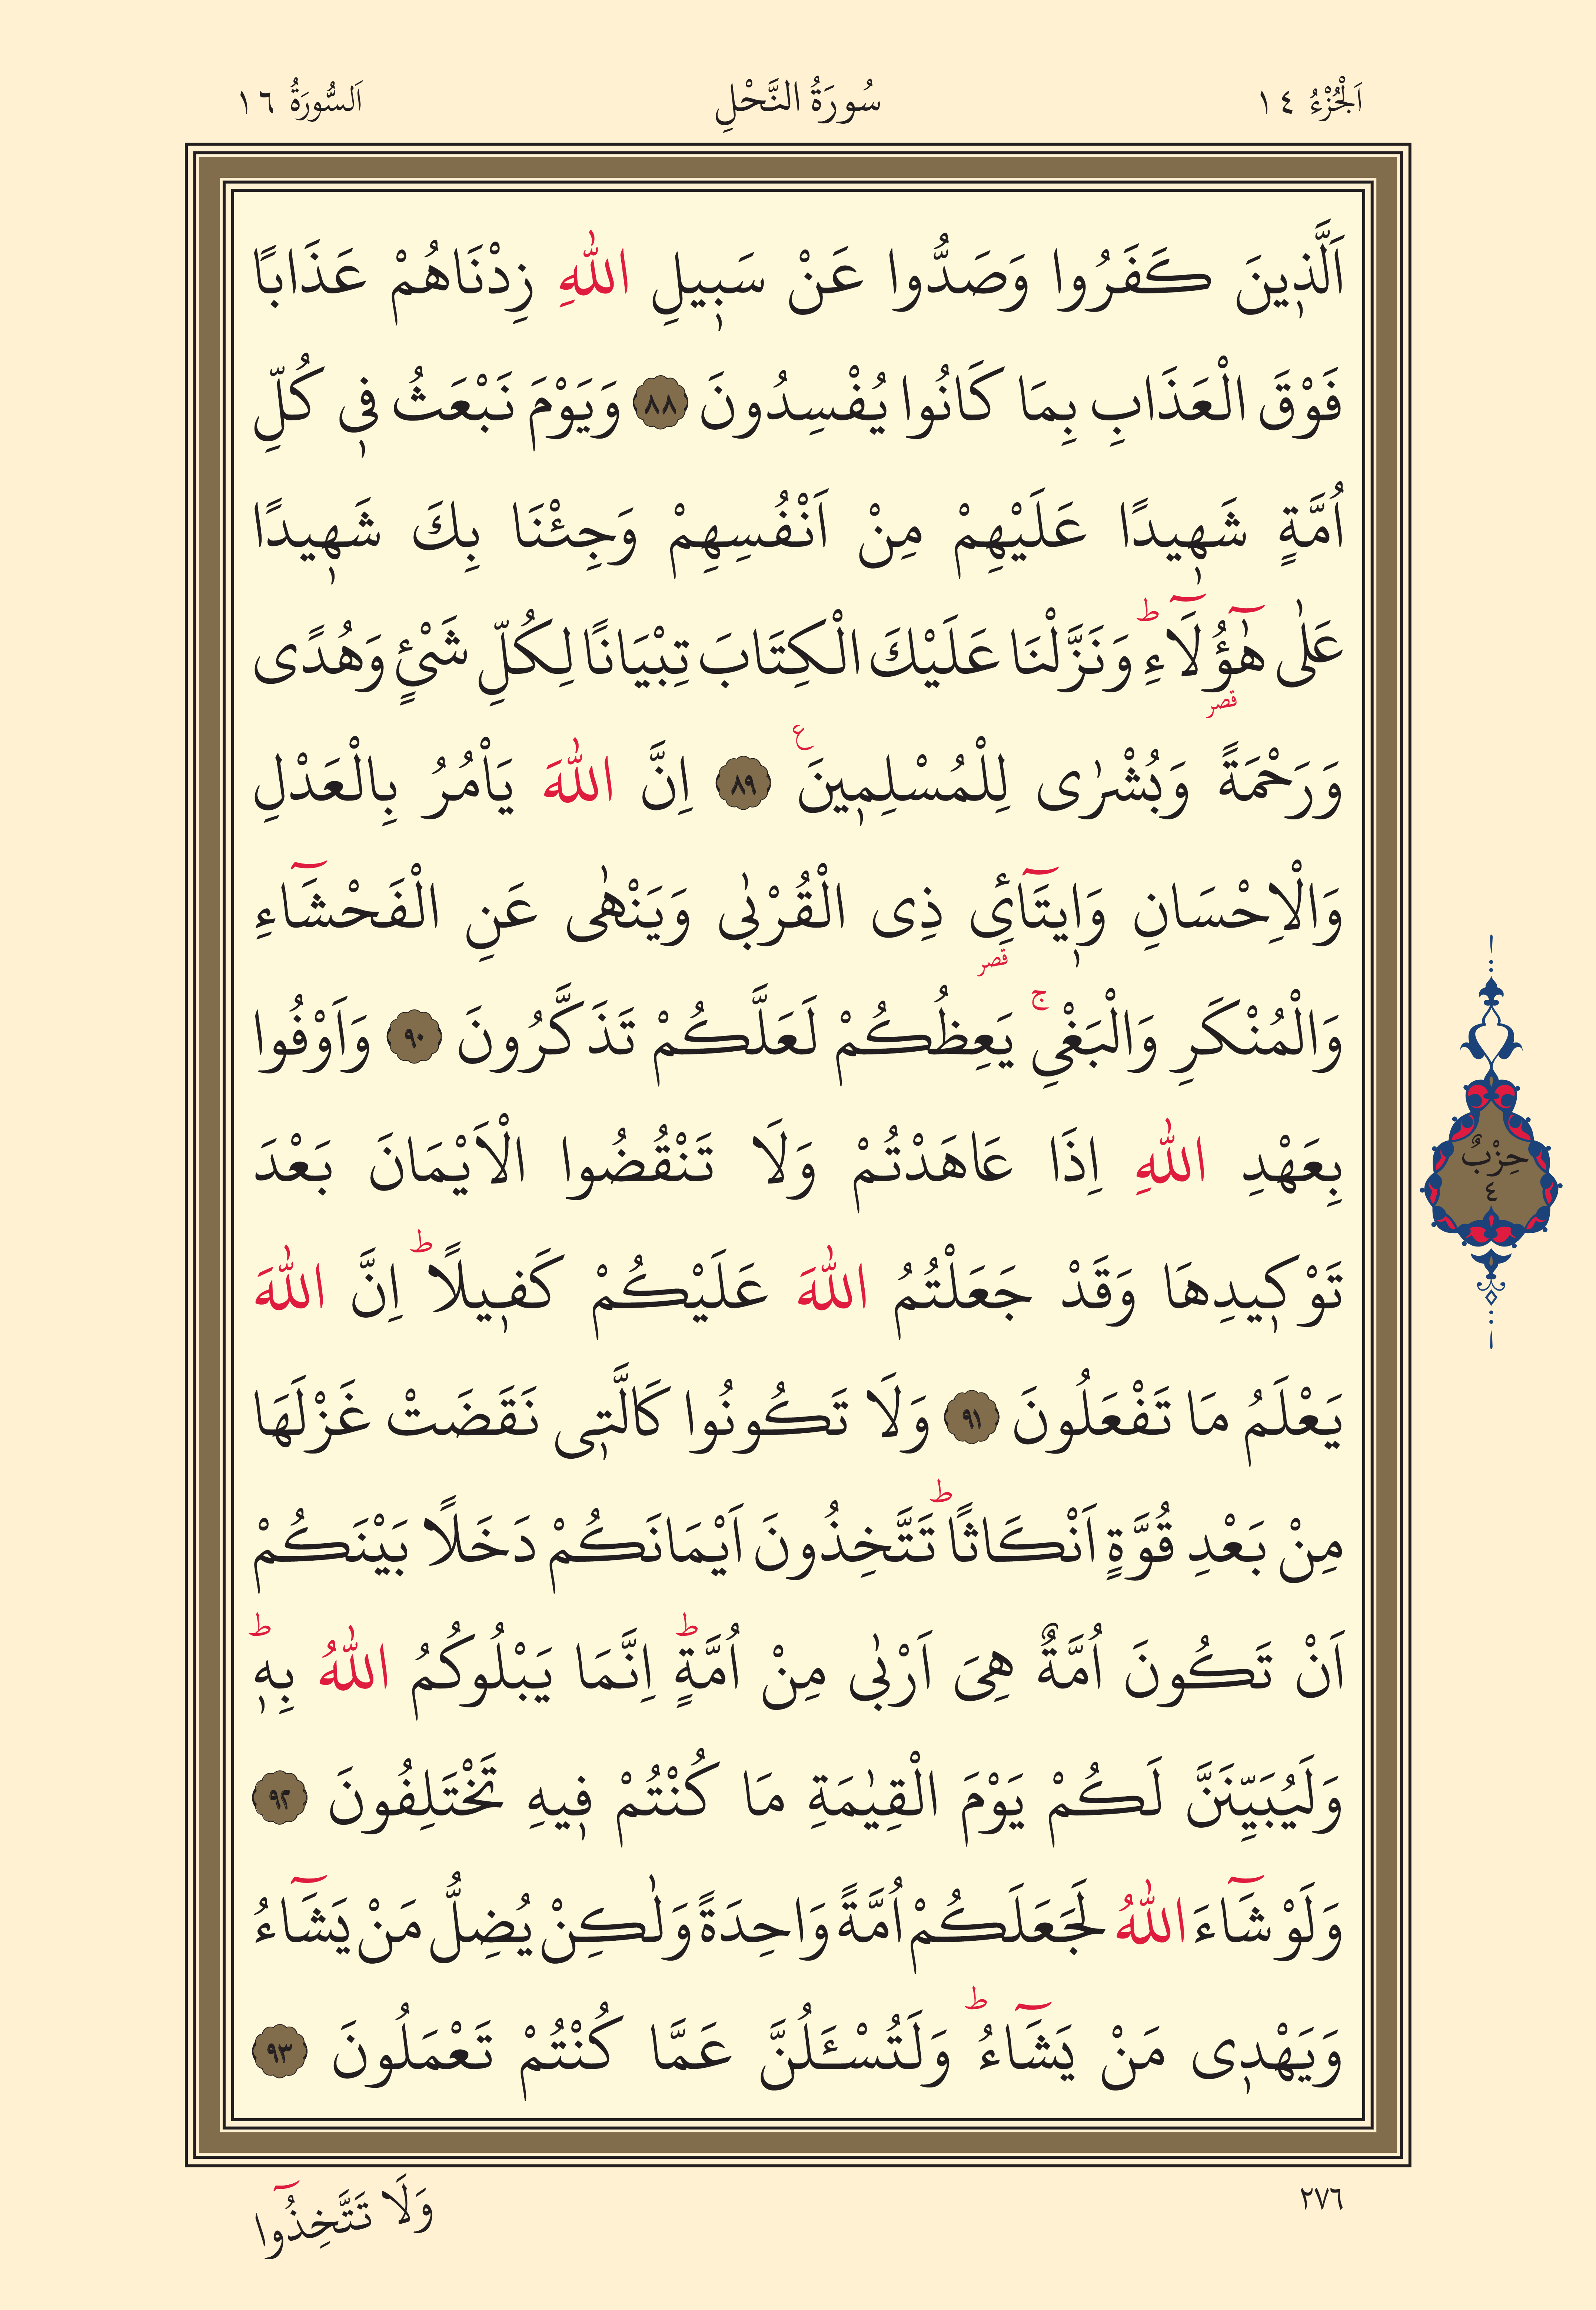 اَلْجُزْءُ ١٤
سُورَةُ النَّحْلِ
اَلسُّورَةُ ١٦
اَلَّذ۪ينَ كَفَرُوا وَصَدُّوا عَنْ سَب۪يلِ اللّٰهِ زِدْنَاهُمْ عَذَابًا
فَوْقَ الْعَذَابِ بِمَا كَانُوا يُفْسِدُونَ ٨٨ وَيَوْمَ نَبْعَثُ ف۪ى كُلِّ
اُمَّةٍ شَه۪يدًا عَلَيْهِمْ مِنْ اَنْفُسِهِمْ وَجِئْنَا بِكَ شَه۪يدًا
عَلٰى هٰٓؤُ۬لَٓاءِۜ وَنَزَّلْنَا عَلَيْكَ الْكِتَابَ تِبْيَانًا لِكُلِّ شَىْءٍ وَهُدًى
قصر
وَرَحْمَةً وَبُشْرٰى لِلْمُسْلِم۪ينَ ع ٨٩ اِنَّ اللّٰهَ يَاْمُرُ بِالْعَدْلِ
وَالْاِحْسَانِ وَا۪يتَٓائِ ذِى الْقُرْبٰى وَيَنْهٰى عَنِ الْفَحْشَٓاءِ
قصر
وَالْمُنْكَرِ وَالْبَغْىِۚ يَعِظُكُمْ لَعَلَّكُمْ تَذَكَّرُونَ ٩٠ وَاَوْفُوا
بِعَهْدِ اللّٰهِ اِذَا عَاهَدْتُمْ وَلَا تَنْقُضُوا الْاَيْمَانَ بَعْدَ
تَوْك۪يدِهَا وَقَدْ جَعَلْتُمُ اللّٰهَ عَلَيْكُمْ كَف۪يلًاۜ اِنَّ اللّٰهَ
يَعْلَمُ مَا تَفْعَلُونَ ٩١ وَلَا تَكُونُوا كَالَّت۪ى نَقَضَتْ غَزْلَهَا
مِنْ بَعْدِ قُوَّةٍ اَنْكَاثًاۜ تَتَّخِذُونَ اَيْمَانَكُمْ دَخَلًا بَيْنَكُمْ
اَنْ تَكُونَ اُمَّةٌ هِىَ اَرْبٰى مِنْ اُمَّةٍۜ اِنَّمَا يَبْلُوكُمُ اللّٰهُ بِه۪ۜ
وَلَيُبَيِّنَنَّ لَكُمْ يَوْمَ الْقِيٰمَةِ مَا كُنْتُمْ ف۪يهِ تَخْتَلِفُونَ ٩٢
وَلَوْ شَٓاءَ اللّٰهُ لَجَعَلَكُمْ اُمَّةً وَاحِدَةً وَلٰكِنْ يُضِلُّ مَنْ يَشَٓاءُ
وَيَهْد۪ى مَنْ يَشَٓاءُۜ وَلَتُسْـَٔلُنَّ عَمَّا كُنْتُمْ تَعْمَلُونَ ٩٣
حِزْبٌ
٤
٢٧٦
وَلَا تَتَّخِذُٓوا